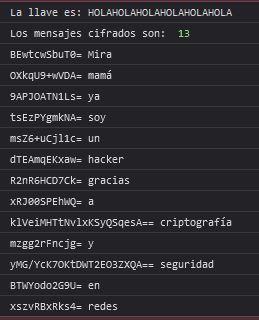 La llave es: HOLAHOLAHOLAHOLAHOLAHOLA
Los mensajes cifrados son: 13
BEwtcwSbuT0= Mira
OXkqU9+wVDA= mamá
9APJOATN1Ls= ya
tsEzPYgmkNA= soy
msZ6+uCjl1c= un
dTEAmqEKxaw= hacker
R2nR6HCD7Ck= gracias
xRJ00SPEhWQ= a
klVeiMHTtNvlxKSyQSqesA== criptografía
mzgg2rFncjg= y
yMG/YcK7OKtDWT2EO3ZXQA== seguridad
BTWYodo2G9U= en
xszvRBxRks4= redes